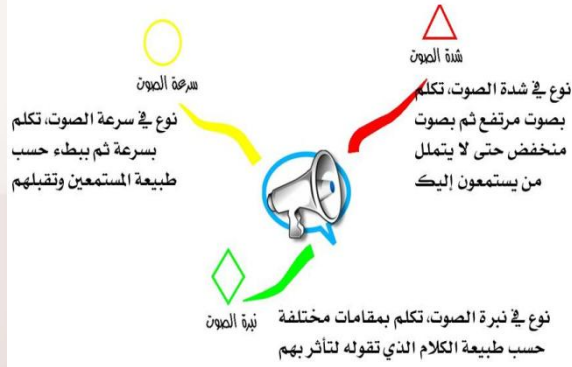 شدة الصوت
نوع في شدة الصوت، تكلم
بصوت مرتفع ثم بصوت
منخفض حتى لا يتملل
من يستمعون إليك
سرعة الصوت
نوع في سرعة الصوت، تكلم
بسرعة ثم ببطء حسب
طبيعة المستمعين وتقبلهم
نبرة الصوت
نوع في نبرة الصوت، تكلم بمقامات مختلفة
حسب طبيعة الكلام الذي تقوله لتأثر بهم